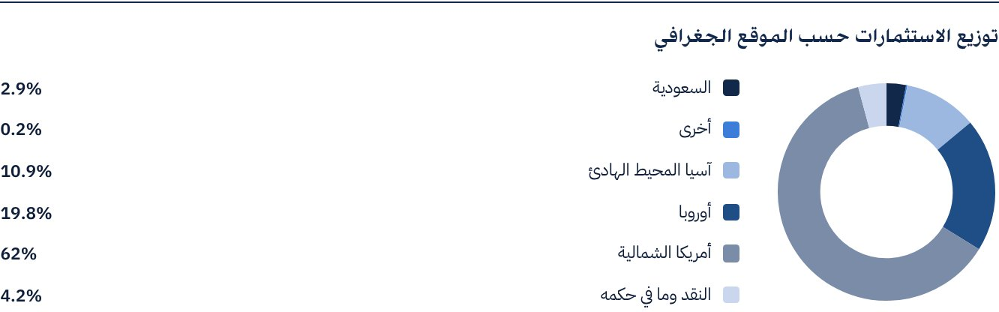 توزيع الاستثمارات حسب الموقع الجغرافي
السعودية 2.9%
أخرى 0.2%
آسيا المحيط الهادئ 10.9%
أوروبا 19.8%
أمريكا الشمالية 62%
النقد وما في حكمه 4.2%